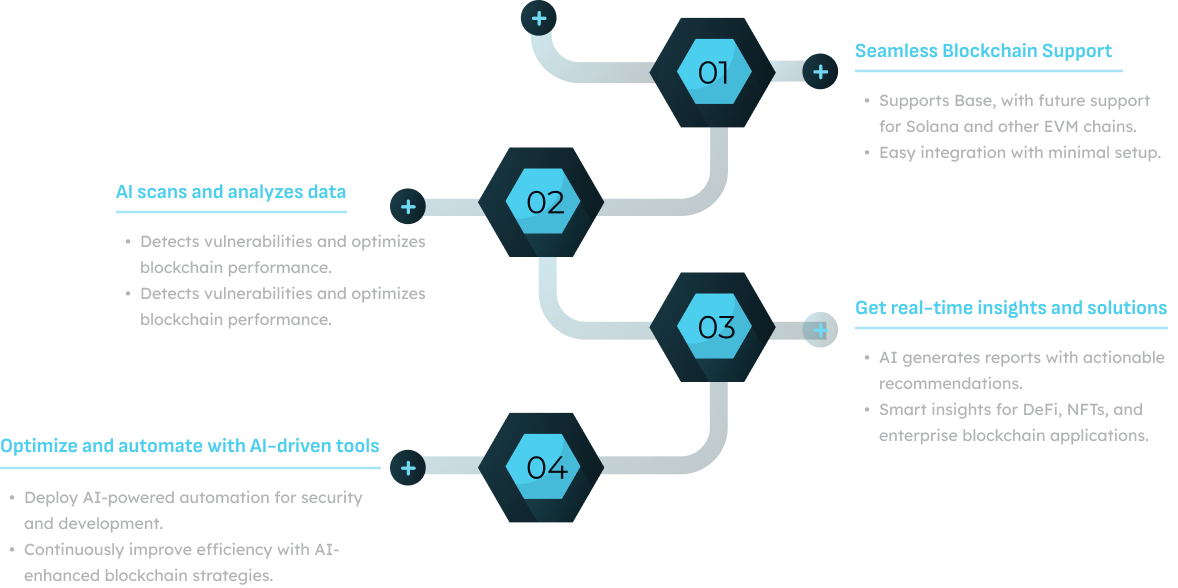 01
Seamless Blockchain Support
• Supports Base, with future support
for Solana and other EVM chains.
• Easy integration with minimal setup.
02
AI scans and analyzes data
• Detects vulnerabilities and optimizes
blockchain performance.
• Detects vulnerabilities and optimizes
blockchain performance.
03
Get real-time insights and solutions
• AI generates reports with actionable
recommendations.
• Smart insights for DeFi, NFTs, and
enterprise blockchain applications.
04
Optimize and automate with AI-driven tools
• Deploy AI-powered automation for security
and development.
• Continuously improve efficiency with AI-
enhanced blockchain strategies.